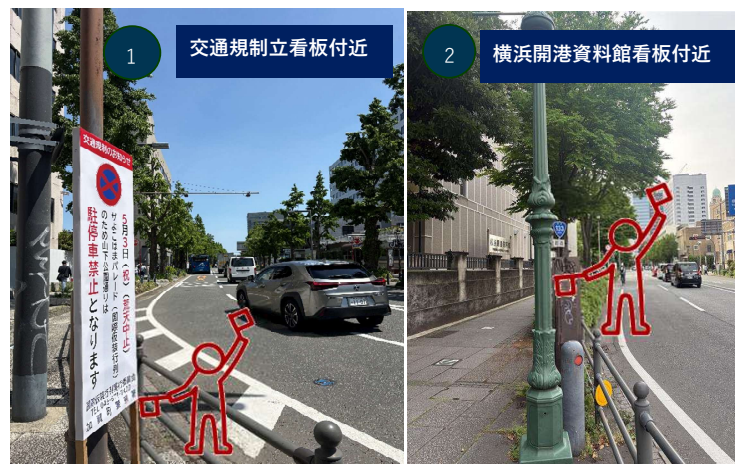 1
交通規制立看板付近
交通規制のお知らせ
5月3日(祝)(荒天中止)
ザよこはまパレード(国際仮装行列)
のため山下公園通りは
駐停車禁止となります
2
横浜開港資料館看板付近
133